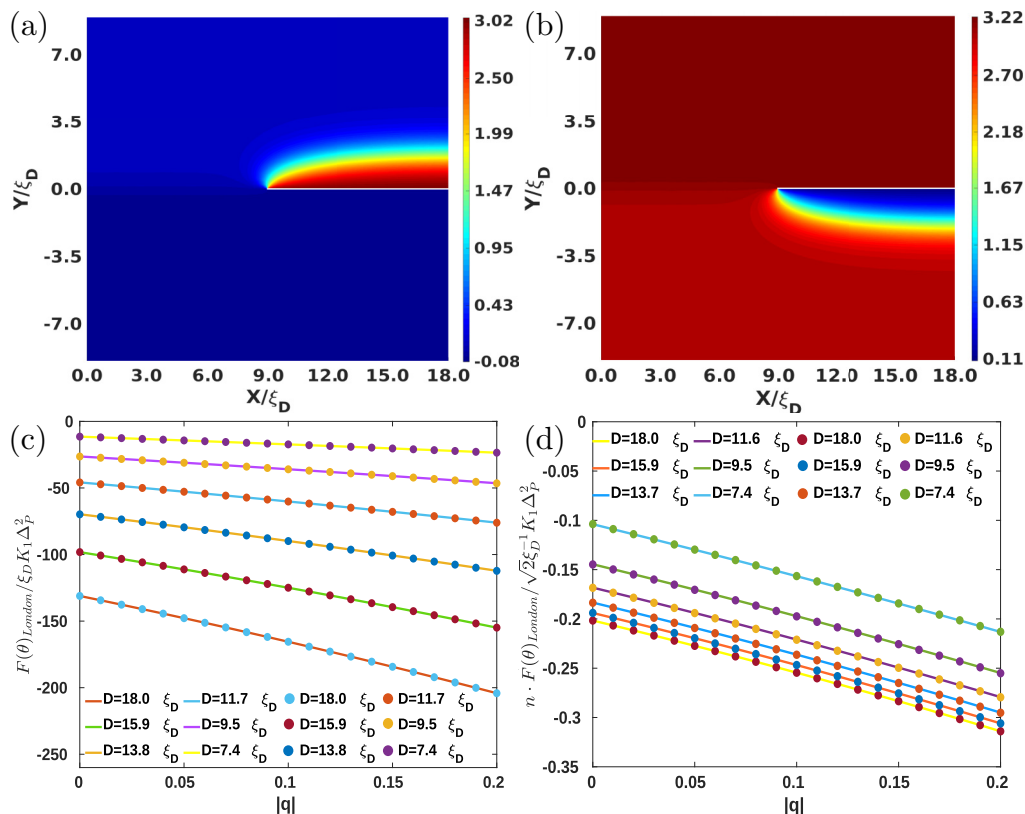 (a)
7.0
3.5
0.0
-3.5
-7.0
Y/ξD
0.0 3.0 6.0 9.0 12.0 15.0 18.0
X/ξD
3.02
2.50
1.99
1.47
0.95
0.43
-0.08
(b)
7.0
3.5
0.0
-3.5
-7.0
Y/ξD
0.0 3.0 6.0 9.0 12.0 15.0 18.0
X/ξD
3.22
2.70
2.18
1.67
1.15
0.63
0.11
(c)
0
-50
-100
-150
-200
-250
F(θ)London/ξD K1Δ²P
D=18.0 ξD D=11.7 ξD D=18.0 ξD D=11.7 ξD
D=15.9 ξD D=9.5 ξD D=15.9 ξD D=9.5 ξD
D=13.8 ξD D=7.4 ξD D=13.8 ξD D=7.4 ξD
0 0.05 0.1 0.15 0.2
|q|
(d)
0
-0.05
-0.1
-0.15
-0.2
-0.25
-0.3
-0.35
n · F(θ)London/√2ξD⁻¹K1Δ²P
D=18.0 ξD D=11.6 ξD D=18.0 ξD D=11.6 ξD
D=15.9 ξD D=9.5 ξD D=15.9 ξD D=9.5 ξD
D=13.7 ξD D=7.4 ξD D=13.7 ξD D=7.4 ξD
0 0.05 0.1 0.15 0.2
|q|